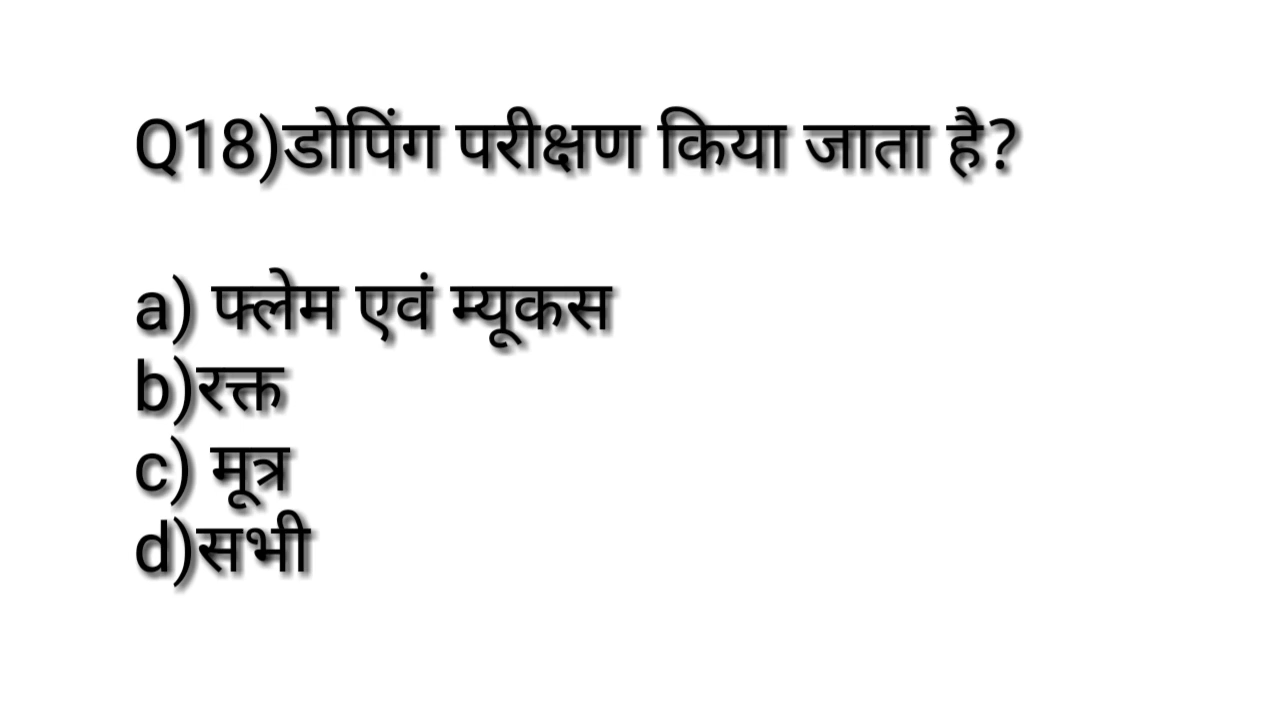 Q18)डोपिंग परीक्षण किया जाता है?
a) फ्लेम एवं म्यूकस
b)रक्त
c) मूत्र
d)सभी